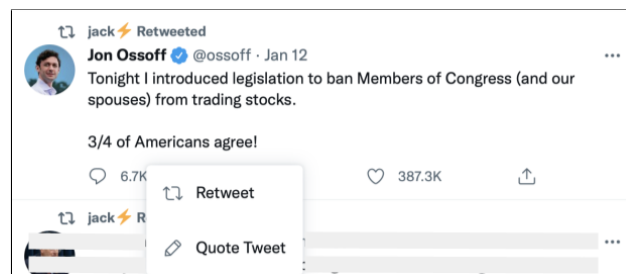 jack⚡ Retweeted
Jon Ossoff @ossoff · Jan 12
Tonight I introduced legislation to ban Members of Congress (and our
spouses) from trading stocks.
3/4 of Americans agree!
6.7K
387.3K
Retweet
jack⚡ R
Quote Tweet